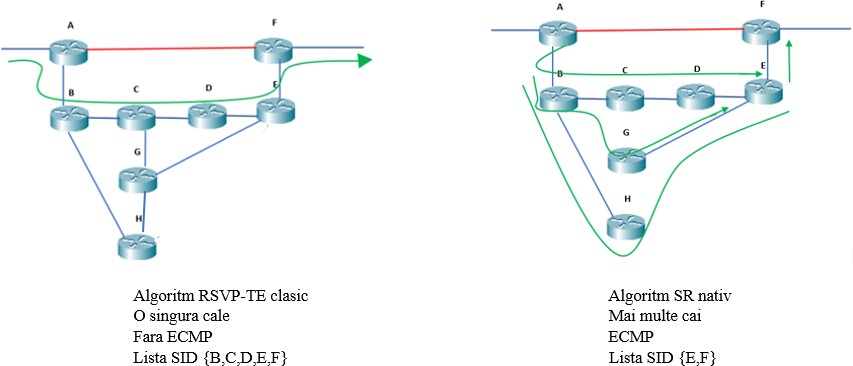 A
F
B
C
D
E
G
H
Algoritm RSVP-TE clasic
O singura cale
Fara ECMP
Lista SID {B,C,D,E,F}
A
F
B
C
D
E
G
H
Algoritm SR nativ
Mai multe cai
ECMP
Lista SID {E,F}